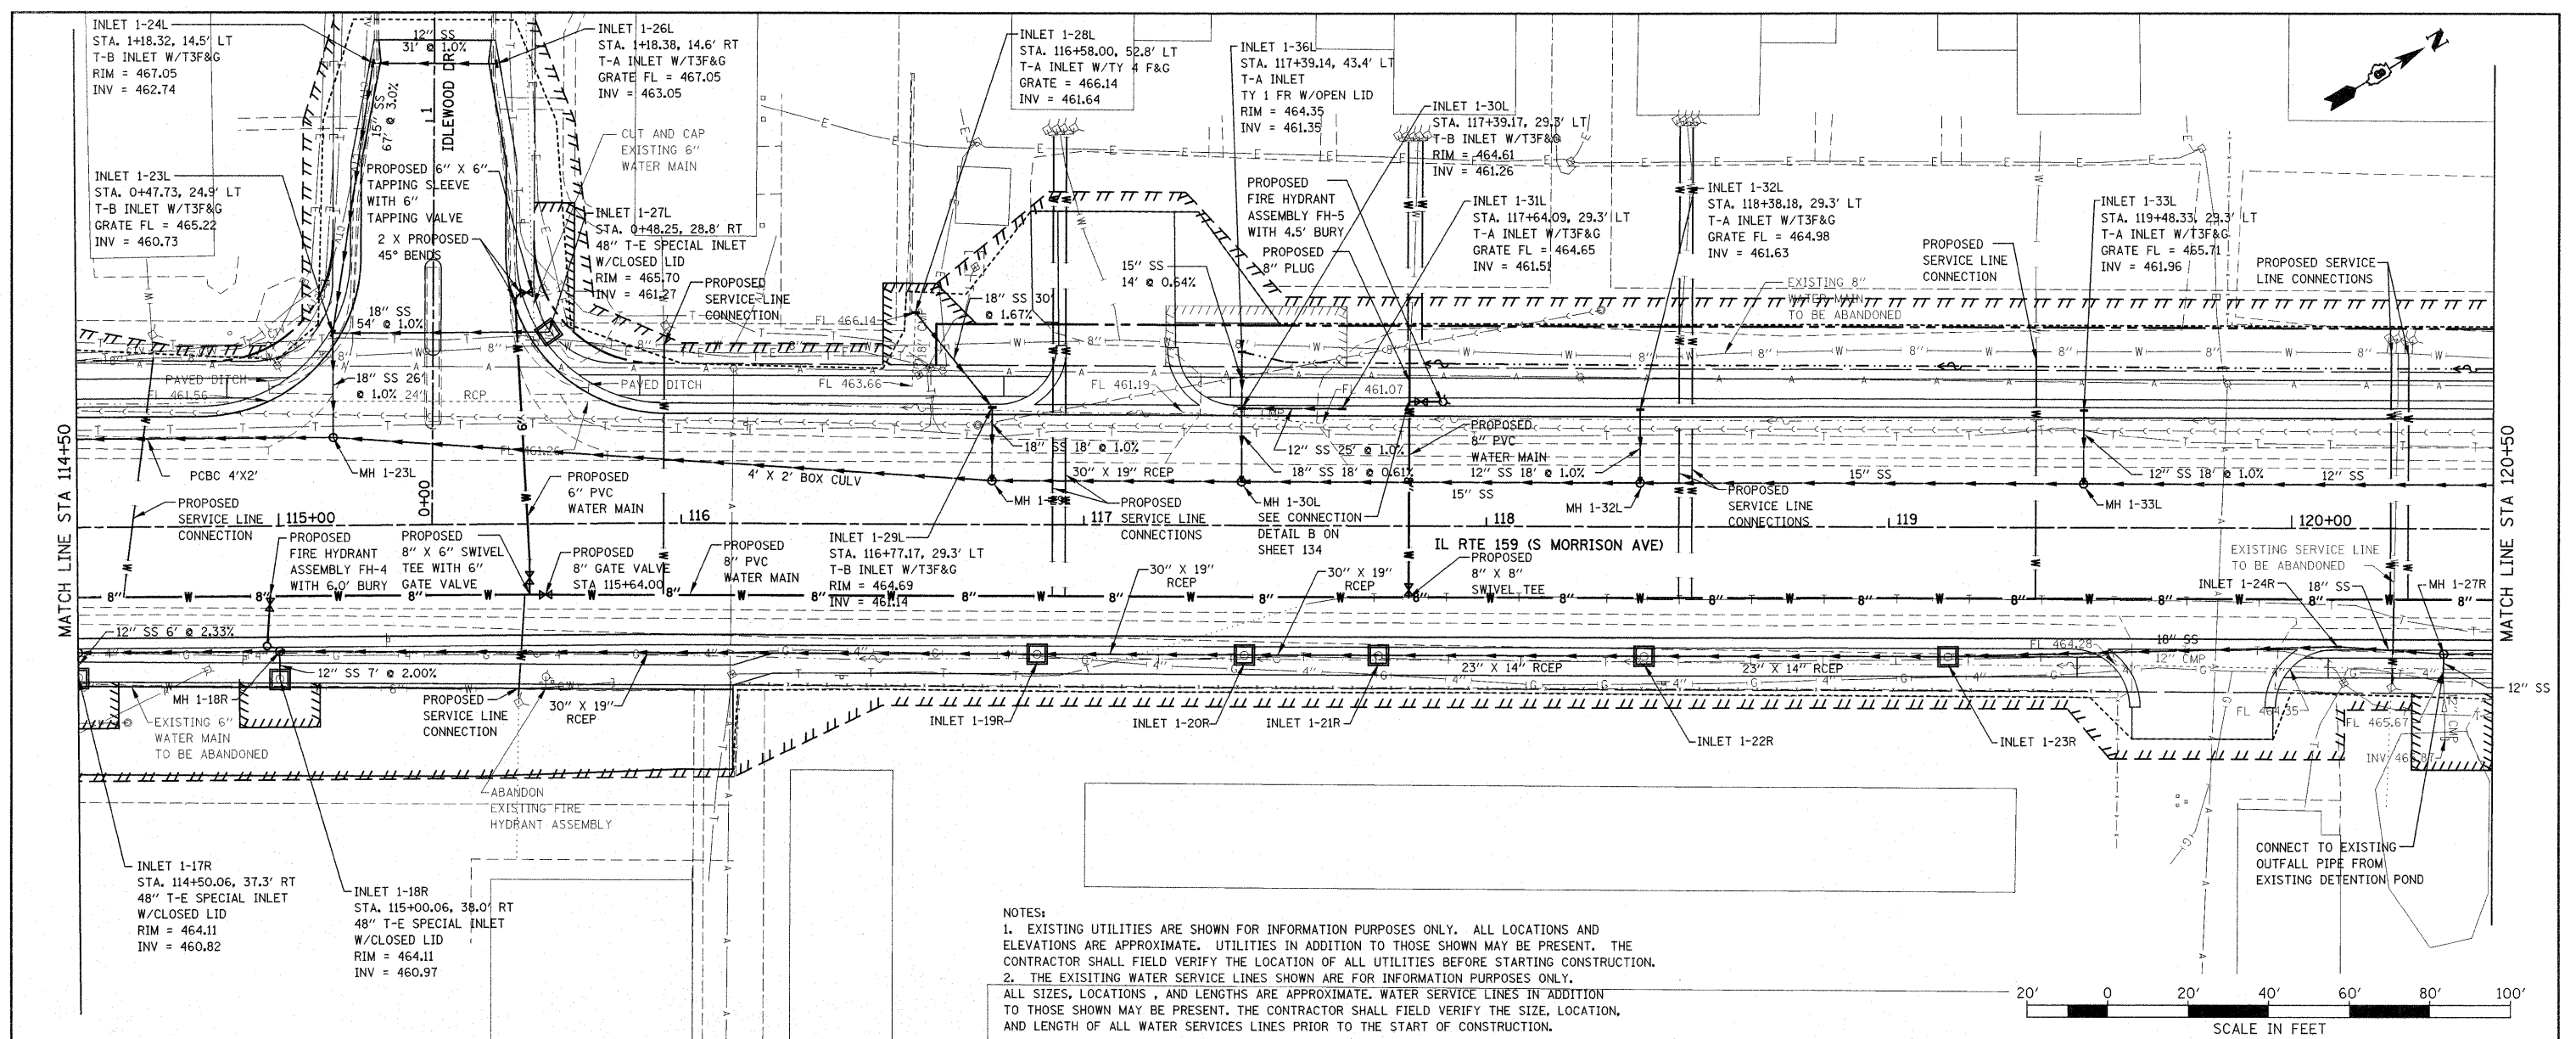 INLET 1-24L
STA. 1+18.32, 14.5' LT
T-B INLET W/T3F&G
RIM = 467.05
INV = 462.74
12" SS
31' @ 1.0%
INLET 1-26L
STA. 1+18.38, 14.6' RT
T-A INLET W/T3F&G
GRATE FL = 467.05
INV = 463.05
INLET 1-28L
STA. 116+58.00, 52.8' LT
T-A INLET W/TY 4 F&G
GRATE = 466.14
INV = 461.64
INLET 1-36L
STA. 117+39.14, 43.4' LT
T-A INLET
TY 1 FR W/OPEN LID
RIM = 464.35
INV = 461.35
INLET 1-30L
STA. 117+39.17, 29.3' LT
T-B INLET W/T3F&G
RIM = 464.61
INV = 461.26
N
15" SS
67' @ 3.0%
1
IDLEWOOD DR
CUT AND CAP
EXISTING 6"
WATER MAIN
INLET 1-23L
STA. 0+47.73, 24.9' LT
T-B INLET W/T3F&G
GRATE FL = 465.22
INV = 460.73
PROPOSED 6" X 6"
TAPPING SLEEVE
WITH 6"
TAPPING VALVE
2 X PROPOSED
45° BENDS
INLET 1-27L
STA. 0+48.25, 28.8' RT
48" T-E SPECIAL INLET
W/CLOSED LID
RIM = 465.70
INV = 461.27
PROPOSED
SERVICE LINE
CONNECTION
PROPOSED
FIRE HYDRANT
ASSEMBLY FH-5
WITH 4.5' BURY
PROPOSED
8" PLUG
INLET 1-31L
STA. 117+64.09, 29.3' LT
T-A INLET W/T3F&G
GRATE FL = 464.65
INV = 461.51
INLET 1-32L
STA. 118+38.18, 29.3' LT
T-A INLET W/T3F&G
GRATE FL = 464.98
INV = 461.63
PROPOSED
SERVICE LINE
CONNECTION
INLET 1-33L
STA. 119+48.33, 29.3' LT
T-A INLET W/T3F&G
GRATE FL = 465.71
INV = 461.96
PROPOSED SERVICE
LINE CONNECTIONS
EXISTING 8"
WATER MAIN
TO BE ABANDONED
15" SS
14' @ 0.64%
18" SS 30'
@ 1.67%
18" SS
54' @ 1.0%
FL 466.14
FL 463.66
PAVED DITCH
FL 461.56
18" SS 26'
@ 1.0%
24"
RCP
PAVED DITCH
FL 461.19
FL 461.07
CMP
MATCH LINE STA 114+50
PCBC 4'X2'
MH 1-23L
4' X 2' BOX CULV
18" SS 18' @ 1.0%
30" X 19" RCEP
12" SS 25' @ 1.0%
18" SS 18' @ 0.61%
PROPOSED
8" PVC
WATER MAIN
12" SS 18' @ 1.0%
15" SS
15" SS
12" SS 18' @ 1.0%
12" SS
MATCH LINE STA 120+50
PROPOSED
SERVICE LINE
CONNECTION
PROPOSED
6" PVC
WATER MAIN
PROPOSED
SERVICE LINE
CONNECTIONS
MH 1-30L
SEE CONNECTION
DETAIL B ON
SHEET 134
MH 1-32L
PROPOSED
SERVICE LINE
CONNECTIONS
MH 1-33L
0+00
115+00
116
117
118
119
120+00
IL RTE 159 (S MORRISON AVE)
PROPOSED
FIRE HYDRANT
ASSEMBLY FH-4
WITH 6.0' BURY
PROPOSED
8" X 6" SWIVEL
TEE WITH 6"
GATE VALVE
PROPOSED
8" GATE VALVE
STA 115+64.00
PROPOSED
8" PVC
WATER MAIN
INLET 1-29L
STA. 116+77.17, 29.3' LT
T-B INLET W/T3F&G
RIM = 464.69
INV = 461.14
30" X 19"
RCEP
30" X 19"
RCEP
PROPOSED
8" X 8"
SWIVEL TEE
EXISTING SERVICE LINE
TO BE ABANDONED
INLET 1-24R
18" SS
MH 1-27R
12" SS 6' @ 2.33%
12" SS 7' @ 2.00%
MH 1-18R
EXISTING 6"
WATER MAIN
TO BE ABANDONED
PROPOSED
SERVICE LINE
CONNECTION
30" X 19"
RCEP
INLET 1-19R
INLET 1-20R
INLET 1-21R
23" X 14" RCEP
23" X 14" RCEP
INLET 1-22R
INLET 1-23R
FL 464.28
18" SS
12" CMP
FL 464.35
FL 465.67
12" SS
ABANDON
EXISTING FIRE
HYDRANT ASSEMBLY
CONNECT TO EXISTING
OUTFALL PIPE FROM
EXISTING DETENTION POND
INLET 1-17R
STA. 114+50.06, 37.3' RT
48" T-E SPECIAL INLET
W/CLOSED LID
RIM = 464.11
INV = 460.82
INLET 1-18R
STA. 115+00.06, 38.0' RT
48" T-E SPECIAL INLET
W/CLOSED LID
RIM = 464.11
INV = 460.97
NOTES:
1. EXISTING UTILITIES ARE SHOWN FOR INFORMATION PURPOSES ONLY. ALL LOCATIONS AND
ELEVATIONS ARE APPROXIMATE. UTILITIES IN ADDITION TO THOSE SHOWN MAY BE PRESENT. THE
CONTRACTOR SHALL FIELD VERIFY THE LOCATION OF ALL UTILITIES BEFORE STARTING CONSTRUCTION.
2. THE EXISITING WATER SERVICE LINES SHOWN ARE FOR INFORMATION PURPOSES ONLY.
ALL SIZES, LOCATIONS , AND LENGTHS ARE APPROXIMATE. WATER SERVICE LINES IN ADDITION
TO THOSE SHOWN MAY BE PRESENT. THE CONTRACTOR SHALL FIELD VERIFY THE SIZE, LOCATION,
AND LENGTH OF ALL WATER SERVICES LINES PRIOR TO THE START OF CONSTRUCTION.
20' 0 20' 40' 60' 80' 100'
SCALE IN FEET